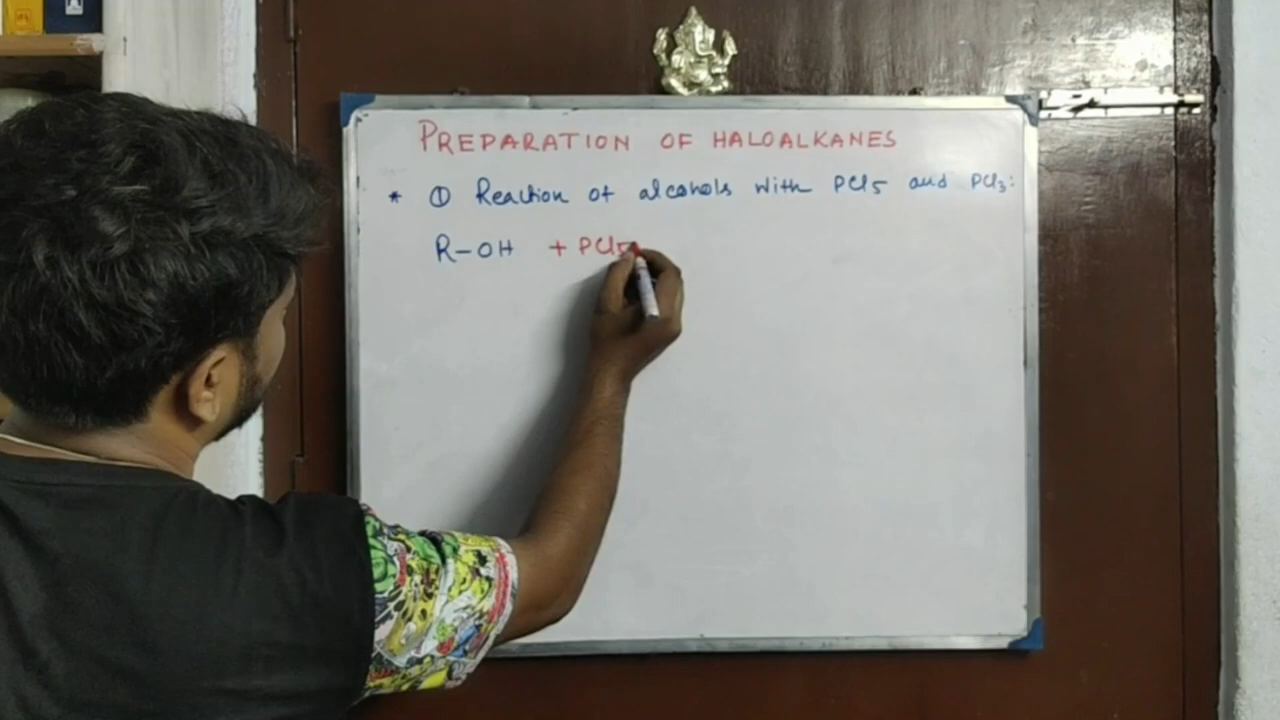 PREPARATION OF HALOALKANES
* ① Reaction of alcohols with PCl5 and PCl3:
R-OH + PCl5